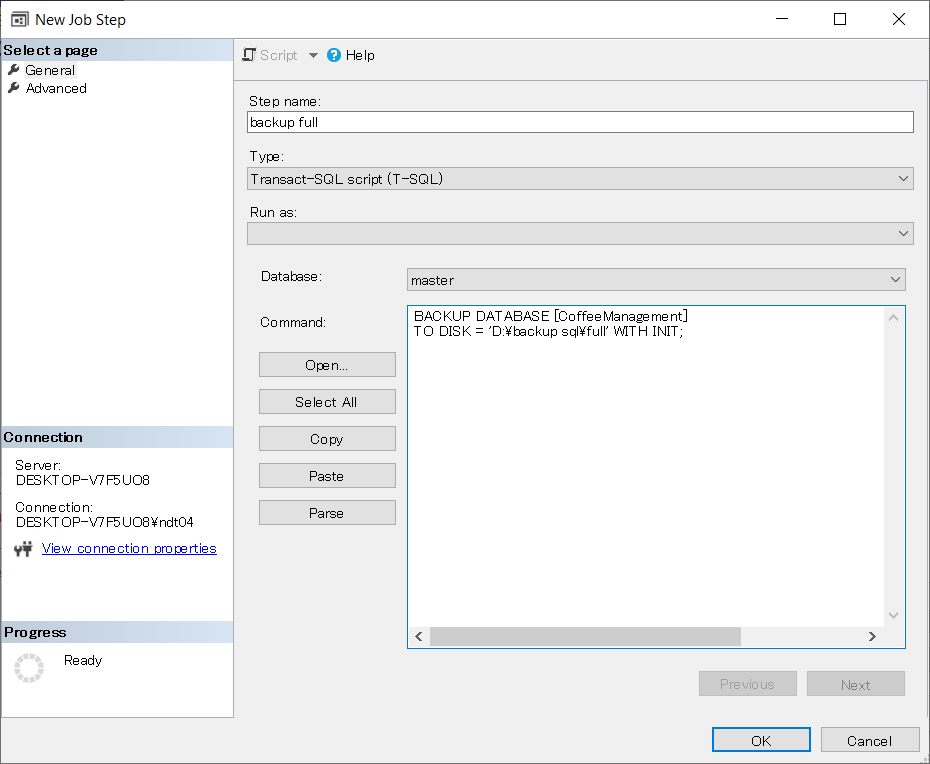 New Job Step
Select a page
General
Advanced
Script
Help
Step name:
backup full
Type:
Transact-SQL script (T-SQL)
Run as:
Database:
master
Command:
BACKUP DATABASE [CoffeeManagement]
TO DISK = 'D:¥backup sql¥full' WITH INIT;
Open...
Select All
Copy
Paste
Parse
Connection
Server:
DESKTOP-V7F5UO8
Connection:
DESKTOP-V7F5UO8¥ndt04
View connection properties
Progress
Ready
Previous
Next
OK
Cancel